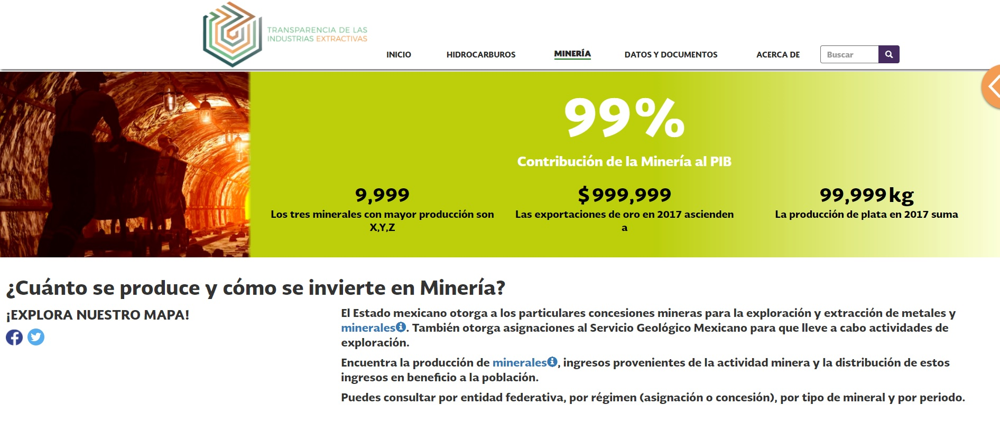 TRANSPARENCIA DE LAS
INDUSTRIAS EXTRACTIVAS
INICIO
HIDROCARBUROS
MINERÍA
DATOS Y DOCUMENTOS
ACERCA DE
Buscar
99%
Contribución de la Minería al PIB
9,999
Los tres minerales con mayor producción son
X,Y,Z
$ 999,999
Las exportaciones de oro en 2017 ascienden
a
99,999 kg
La producción de plata en 2017 suma
¿Cuánto se produce y cómo se invierte en Minería?
¡EXPLORA NUESTRO MAPA!
El Estado mexicano otorga a los particulares concesiones mineras para la exploración y extracción de metales y
minerales. También otorga asignaciones al Servicio Geológico Mexicano para que lleve a cabo actividades de
exploración.
Encuentra la producción de minerales, ingresos provenientes de la actividad minera y la distribución de estos
ingresos en beneficio a la población.
Puedes consultar por entidad federativa, por régimen (asignación o concesión), por tipo de mineral y por periodo.